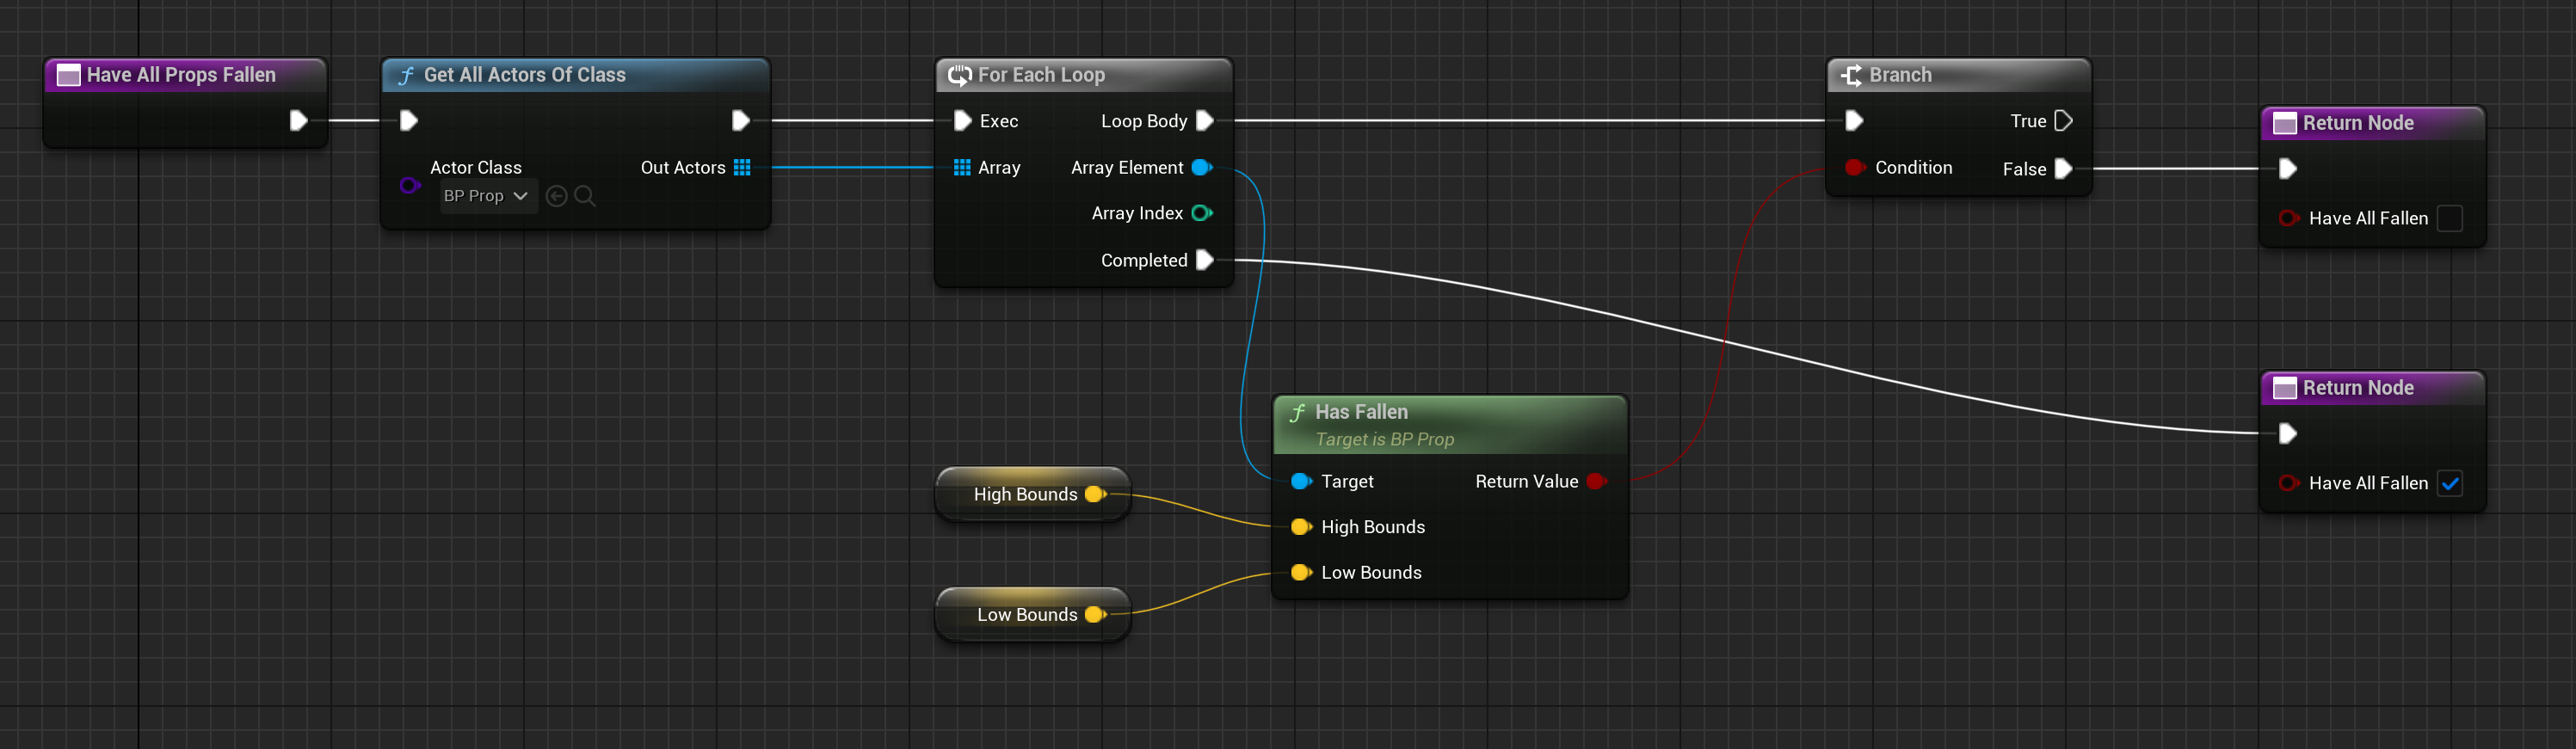 Have All Props Fallen
Get All Actors Of Class
Actor Class
BP Prop
Out Actors
For Each Loop
Exec
Loop Body
Array
Array Element
Array Index
Completed
Branch
True
Condition
False
Return Node
Have All Fallen
Has Fallen
Target is BP Prop
Target
Return Value
High Bounds
Low Bounds
High Bounds
Low Bounds
Return Node
Have All Fallen